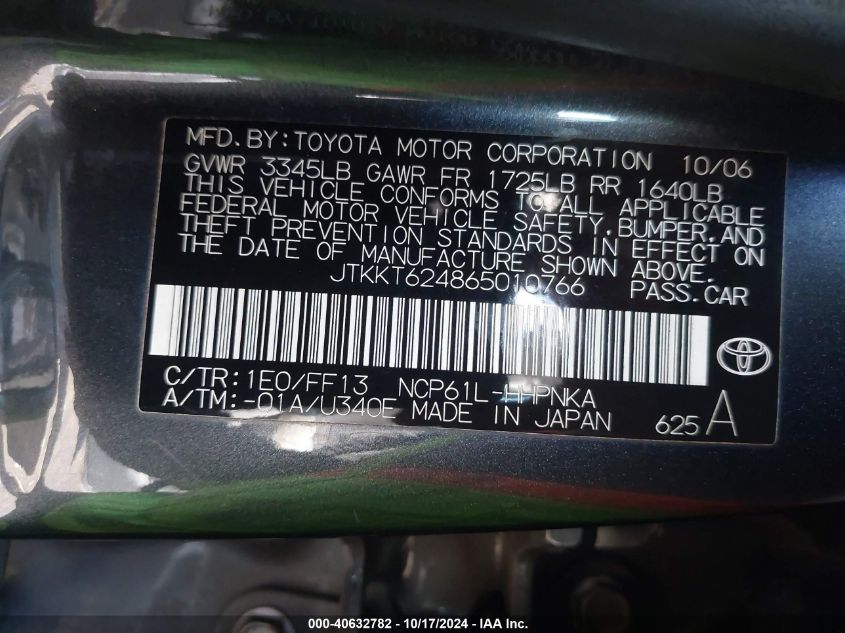 MFD.BY:TOYOTA MOTOR CORPORATION 10/06
GVWR 3345LB GAWR FR 1725LB RR 1640LB
THIS VEHICLE CONFORMS TO ALL APPLICABLE
FEDERAL MOTOR VEHICLE SAFETY,BUMPER,AND
THEFT PREVENTION STANDARDS IN EFFECT ON
THE DATE OF MANUFACTURE SHOWN ABOVE.
JTKKT624865010766 PASS.CAR
C/TR:1E0/FF13 NCP61L-HHPNKA
A/TM:-01A/U340E MADE IN JAPAN 625 A
000-40632782 - 10/17/2024 - IAA Inc.